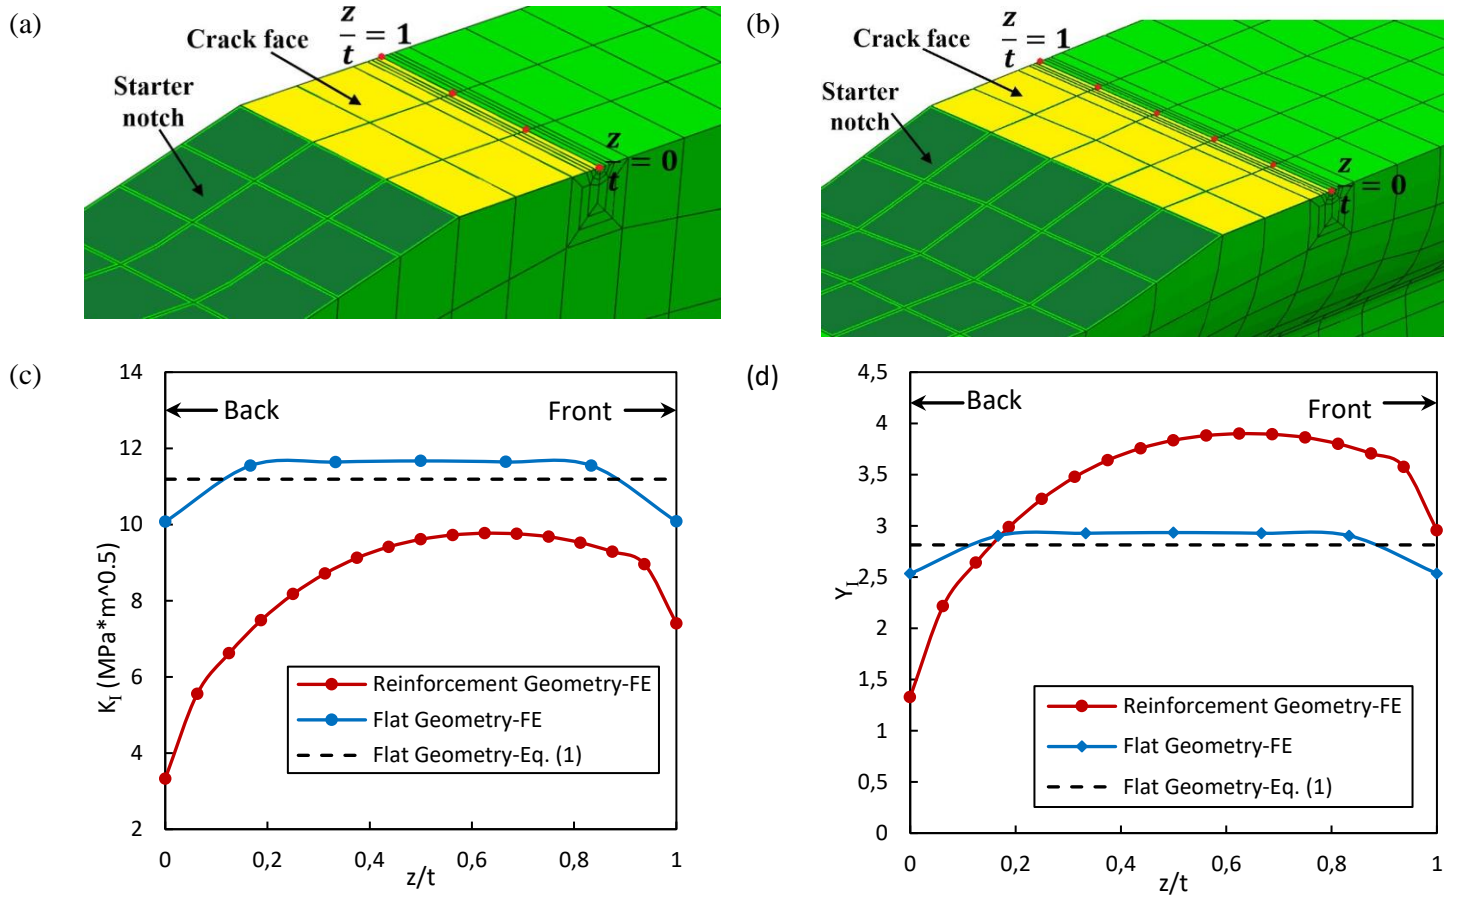 (a)
Crack face
z
t = 1
Starter
notch
z
t = 0
(b)
Crack face
z
t = 1
Starter
notch
z
t = 0
(c)
14
12
10
8
6
4
2
K_I (MPa*m^0.5)
Back
Front
Reinforcement Geometry-FE
Flat Geometry-FE
Flat Geometry-Eq. (1)
0
0,2
0,4
0,6
0,8
1
z/t
(d)
4,5
4
3,5
3
2,5
2
1,5
1
0,5
0
Y_I
Back
Front
Reinforcement Geometry-FE
Flat Geometry-FE
Flat Geometry-Eq. (1)
0
0,2
0,4
0,6
0,8
1
z/t